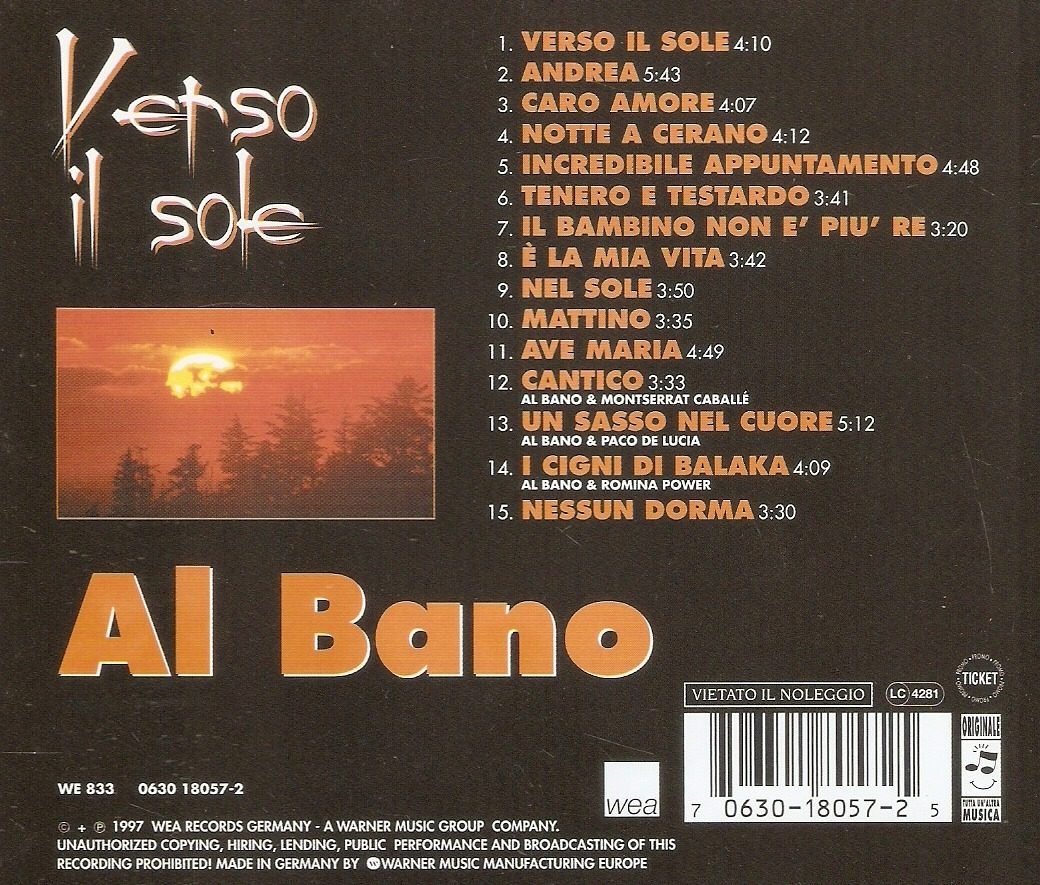 Verso
il sole
1. VERSO IL SOLE 4:10
2. ANDREA 5:43
3. CARO AMORE 4:07
4. NOTTE A CERANO 4:12
5. INCREDIBILE APPUNTAMENTO 4:48
6. TENERO E TESTARDO 3:41
7. IL BAMBINO NON E' PIU' RE 3:20
8. È LA MIA VITA 3:42
9. NEL SOLE 3:50
10. MATTINO 3:35
11. AVE MARIA 4:49
12. CANTICO 3:33
AL BANO & MONTSERRAT CABALLÉ
13. UN SASSO NEL CUORE 5:12
AL BANO & PACO DE LUCIA
14. I CIGNI DI BALAKA 4:09
AL BANO & ROMINA POWER
15. NESSUN DORMA 3:30
Al Bano
VIETATO IL NOLEGGIO
LC 4281
PROMO • PROMO • PROMO • PROMO
TICKET
ORIGINALE
TUTTA UN'ALTRA
MUSICA
wea
7 0630-18057-2 5
WE 833 0630 18057-2
© + ℗ 1997 WEA RECORDS GERMANY - A WARNER MUSIC GROUP COMPANY.
UNAUTHORIZED COPYING, HIRING, LENDING, PUBLIC PERFORMANCE AND BROADCASTING OF THIS
RECORDING PROHIBITED! MADE IN GERMANY BY WARNER MUSIC MANUFACTURING EUROPE